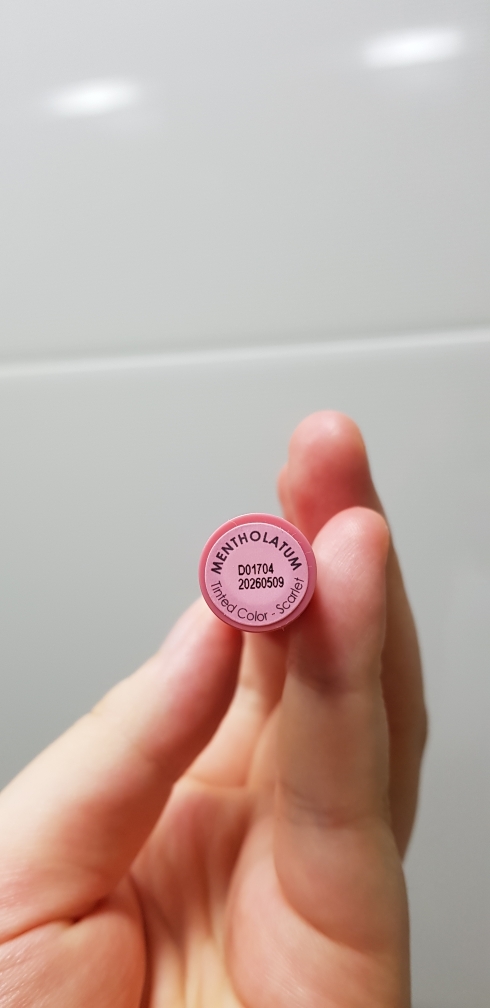 MENTHOLATUM
D01704
20260509
Tinted Color - Scarlet